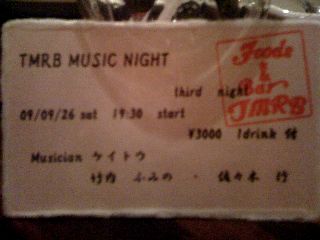 TMRB MUSIC NIGHT
Foods
&
Bar
TMRB
third night
09/09/26 sat 19:30 start
¥3000 1drink 付
Musician ケイトウ
竹内 ふみの ・ 佐々木 行